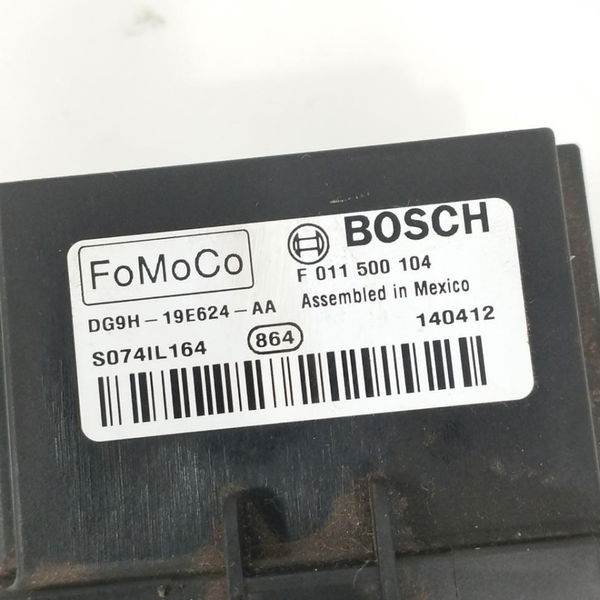 FoMoCo
BOSCH
F 011 500 104
DG9H-19E624-AA
Assembled in Mexico
S074IL164
864
140412